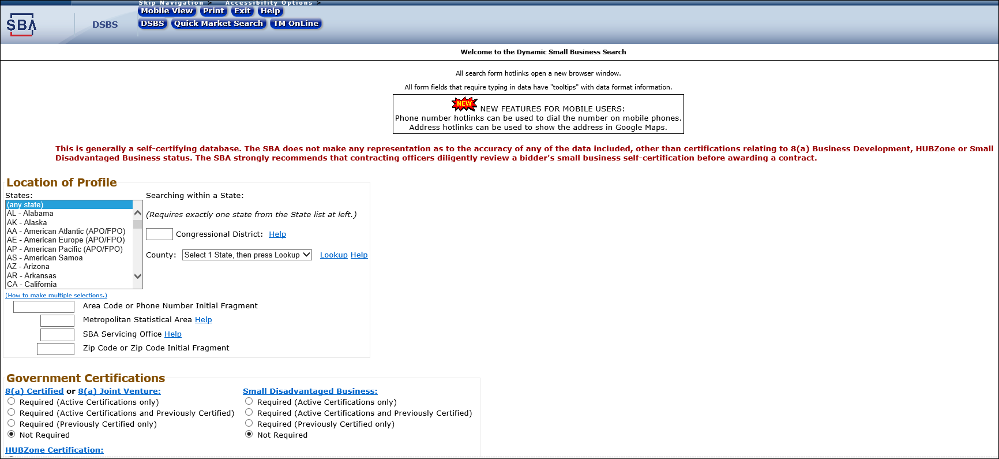 Skip Navigation > Accessibility Options >
Mobile View Print Exit Help
SBA
DSBS
DSBS Quick Market Search TM OnLine
Welcome to the Dynamic Small Business Search
All search form hotlinks open a new browser window.
All form fields that require typing in data have "tooltips" with data format information.
NEW NEW FEATURES FOR MOBILE USERS:
Phone number hotlinks can be used to dial the number on mobile phones.
Address hotlinks can be used to show the address in Google Maps.
This is generally a self-certifying database. The SBA does not make any representation as to the accuracy of any of the data included, other than certifications relating to 8(a) Business Development, HUBZone or Small
Disadvantaged Business status. The SBA strongly recommends that contracting officers diligently review a bidder's small business self-certification before awarding a contract.
Location of Profile
States:
(any state)
AL - Alabama
AK - Alaska
AA - American Atlantic (APO/FPO)
AE - American Europe (APO/FPO)
AP - American Pacific (APO/FPO)
AS - American Samoa
AZ - Arizona
AR - Arkansas
CA - California
(How to make multiple selections.)
Searching within a State:
(Requires exactly one state from the State list at left.)
Congressional District: Help
County: Select 1 State, then press Lookup Lookup Help
Area Code or Phone Number Initial Fragment
Metropolitan Statistical Area Help
SBA Servicing Office Help
Zip Code or Zip Code Initial Fragment
Government Certifications
8(a) Certified or 8(a) Joint Venture:
Required (Active Certifications only)
Required (Active Certifications and Previously Certified)
Required (Previously Certified only)
Not Required
Small Disadvantaged Business:
Required (Active Certifications only)
Required (Active Certifications and Previously Certified)
Required (Previously Certified only)
Not Required
HUBZone Certification: